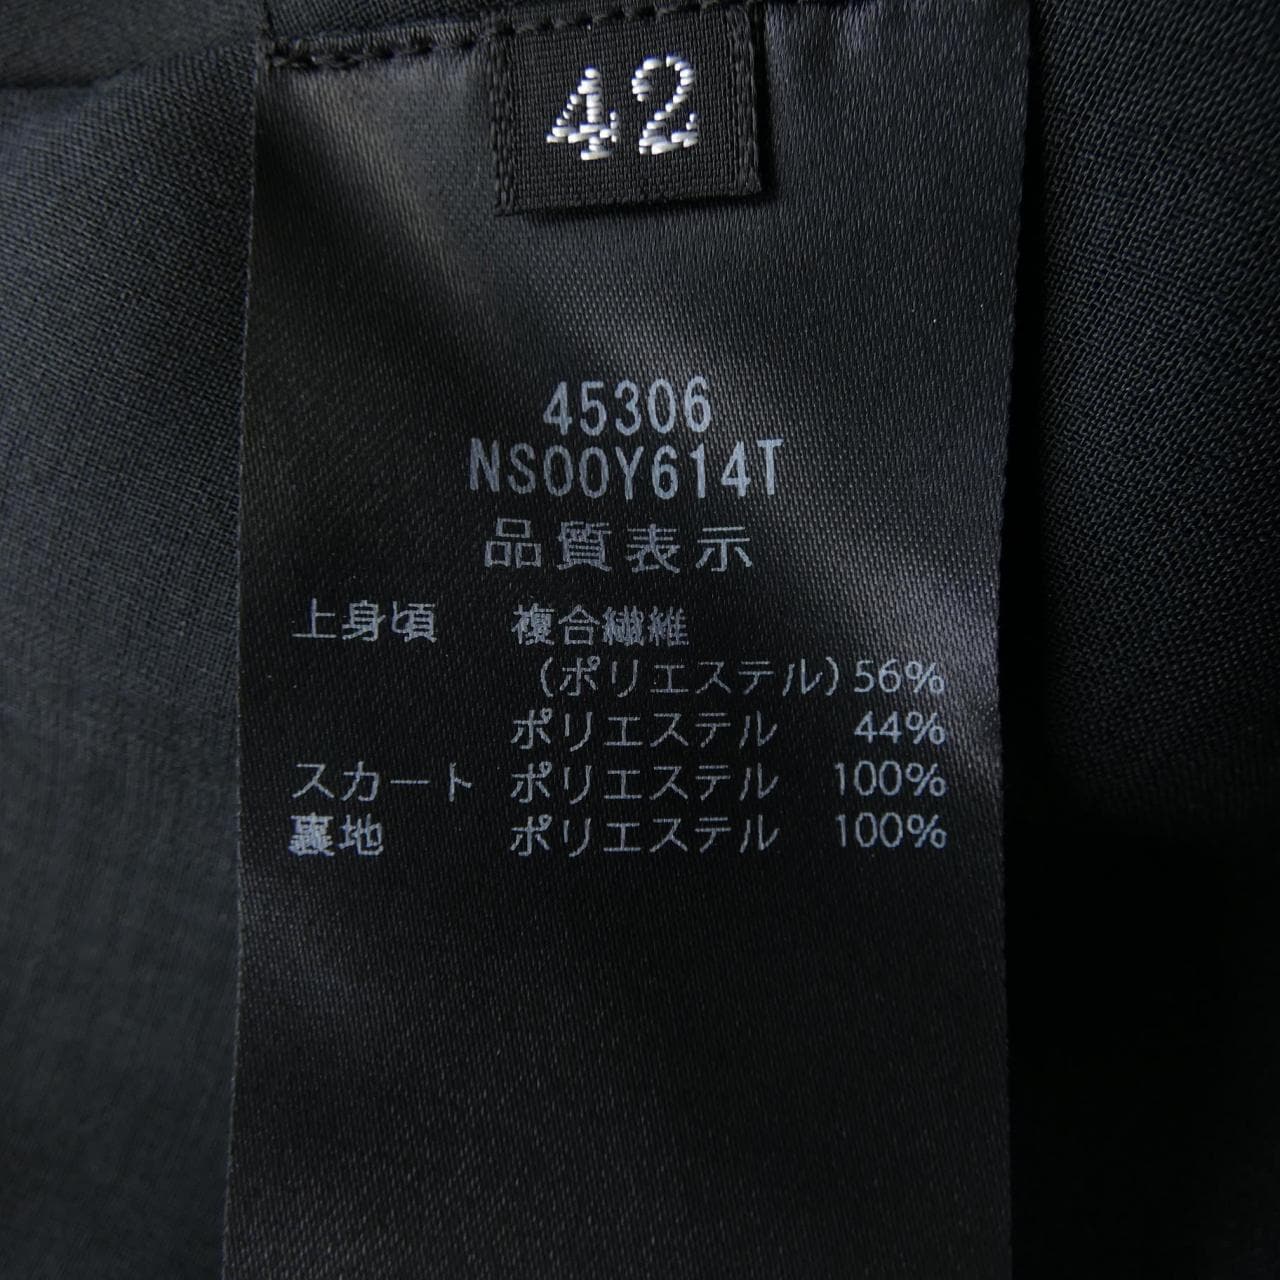 42
45306
NS00Y614T
品質表示
上身頃 複合繊維
(ポリエステル) 56%
ポリエステル 44%
スカート ポリエステル 100%
裏地 ポリエステル 100%